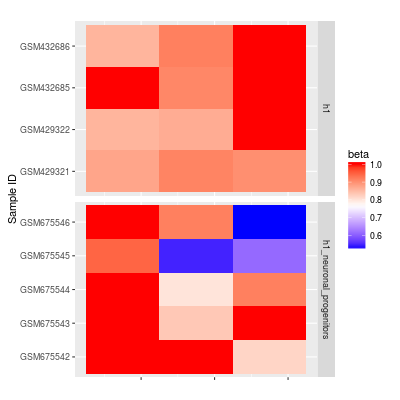 GSM432686
GSM432685
GSM429322
GSM429321
h1
GSM675546
GSM675545
GSM675544
GSM675543
GSM675542
h1_neuronal_progenitors
Sample ID
beta
1.0
0.9
0.8
0.7
0.6